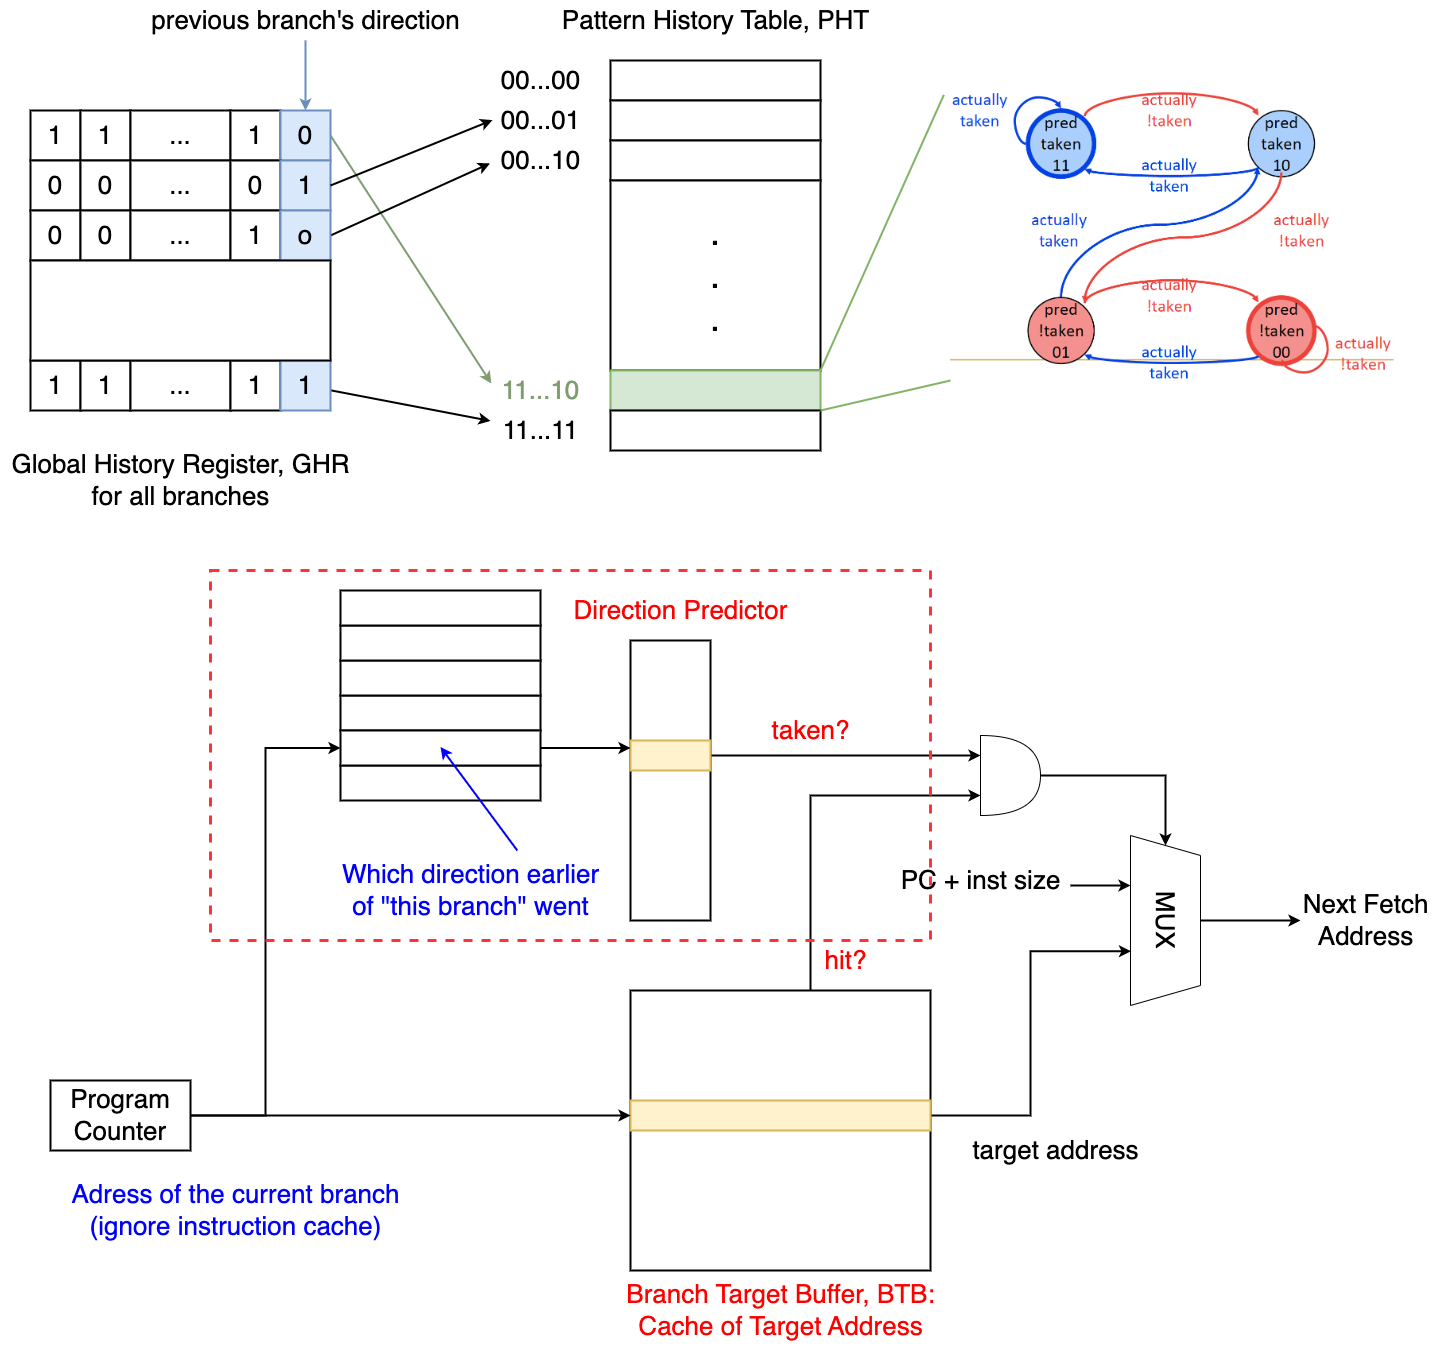 previous branch's direction
Pattern History Table, PHT
1 1 ... 1 0
0 0 ... 0 1
0 0 ... 1 o
1 1 ... 1 1
Global History Register, GHR
for all branches
00...00
00...01
00...10
.
.
.
11...10
11...11
actually
taken
pred
taken
11
actually
!taken
pred
taken
10
actually
taken
actually
taken
actually
!taken
actually
!taken
pred
!taken
01
pred
!taken
00
actually
taken
actually
!taken
Direction Predictor
taken?
Which direction earlier
of "this branch" went
PC + inst size
MUX
Next Fetch
Address
hit?
Program
Counter
target address
Adress of the current branch
(ignore instruction cache)
Branch Target Buffer, BTB:
Cache of Target Address